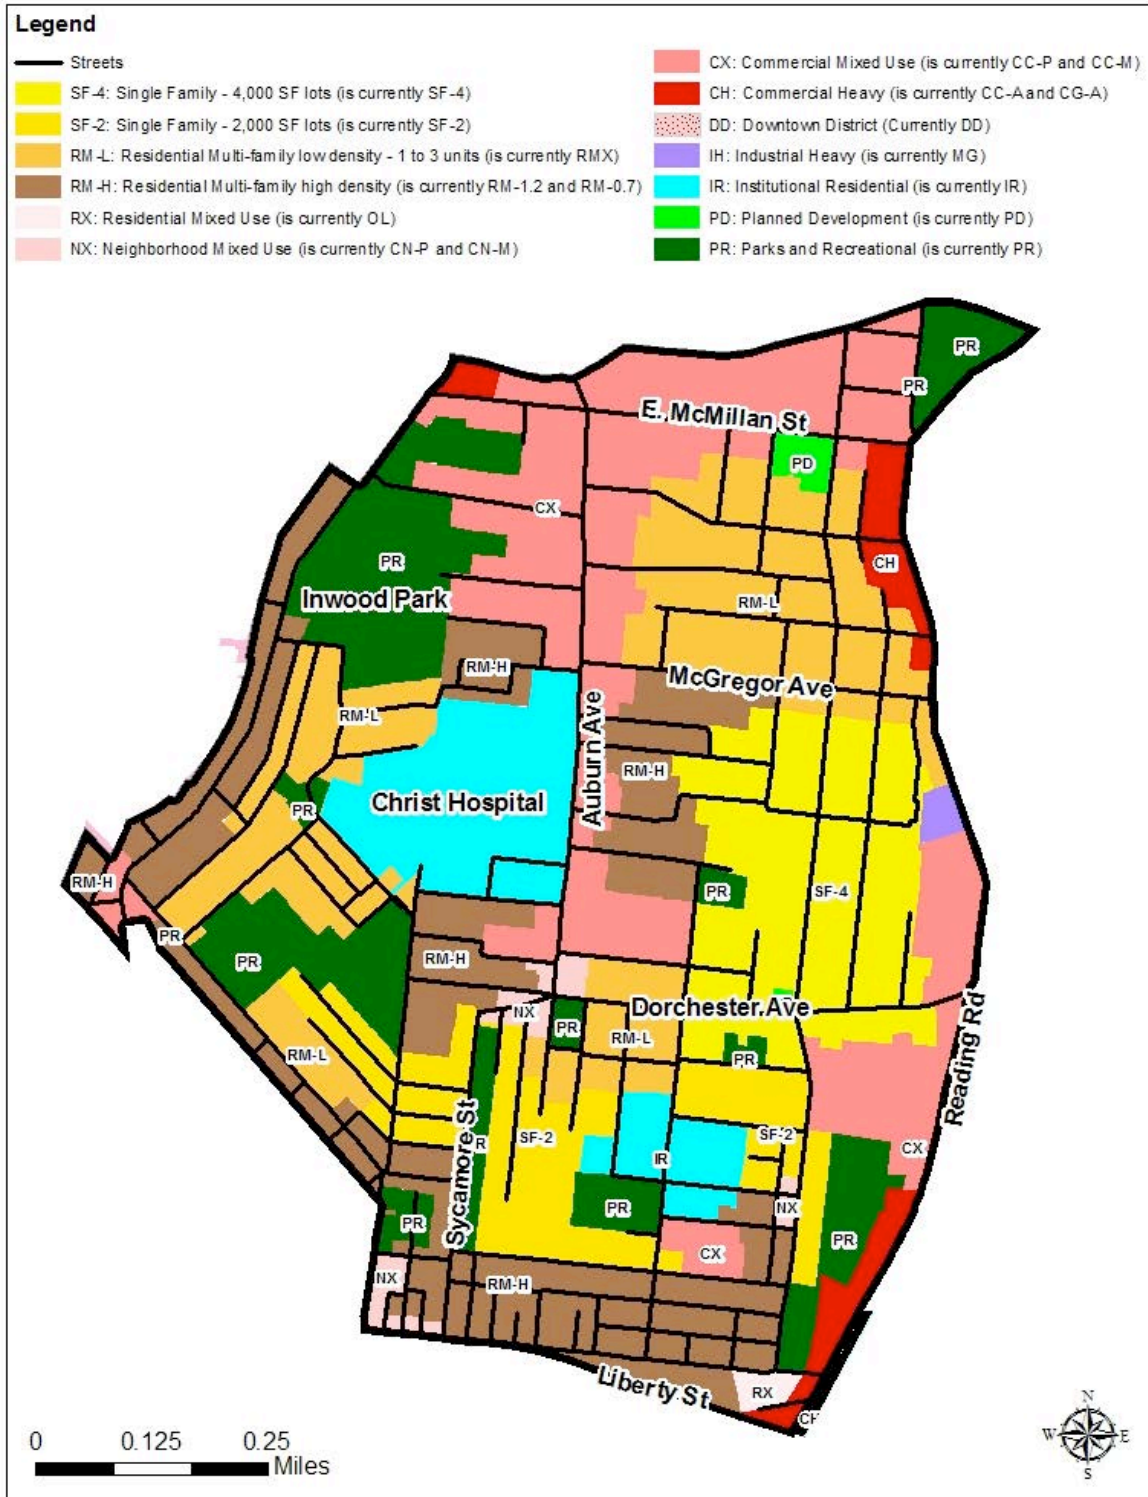 Legend
Streets
SF-4: Single Family - 4,000 SF lots (is currently SF-4)
SF-2: Single Family - 2,000 SF lots (is currently SF-2)
RM-L: Residential Multi-family low density - 1 to 3 units (is currently RMX)
RM-H: Residential Multi-family high density (is currently RM-1.2 and RM-0.7)
RX: Residential Mixed Use (is currently OL)
NX: Neighborhood Mixed Use (is currently CN-P and CN-M)
CX: Commercial Mixed Use (is currently CC-P and CC-M)
CH: Commercial Heavy (is currently CC-A and CG-A)
DD: Downtown District (Currently DD)
IH: Industrial Heavy (is currently MG)
IR: Institutional Residential (is currently IR)
PD: Planned Development (is currently PD)
PR: Parks and Recreational (is currently PR)
PR
PR
E. McMillan St
PD
CX
PR
CH
Inwood Park
RM-L
RM-H
McGregor Ave
RM-L
Auburn Ave
RM-H
Christ Hospital
PR
RM-H
PR
SF-4
PR
PR
RM-H
Dorchester Ave
NX
PR
RM-L
Reading Rd
RM-L
PR
Sycamore St
R
SF-2
SF-2
CX
IR
PR
NX
PR
PR
CX
NX
RM-H
Liberty St
RX
CH
0 0.125 0.25
Miles
N
W E
S